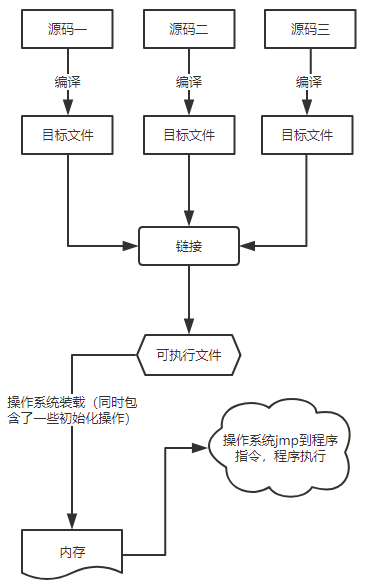 源码一
源码二
源码三
编译
编译
编译
目标文件
目标文件
目标文件
链接
可执行文件
操作系统装载（同时包
含了一些初始化操作）
操作系统jmp到程序
指令，程序执行
内存